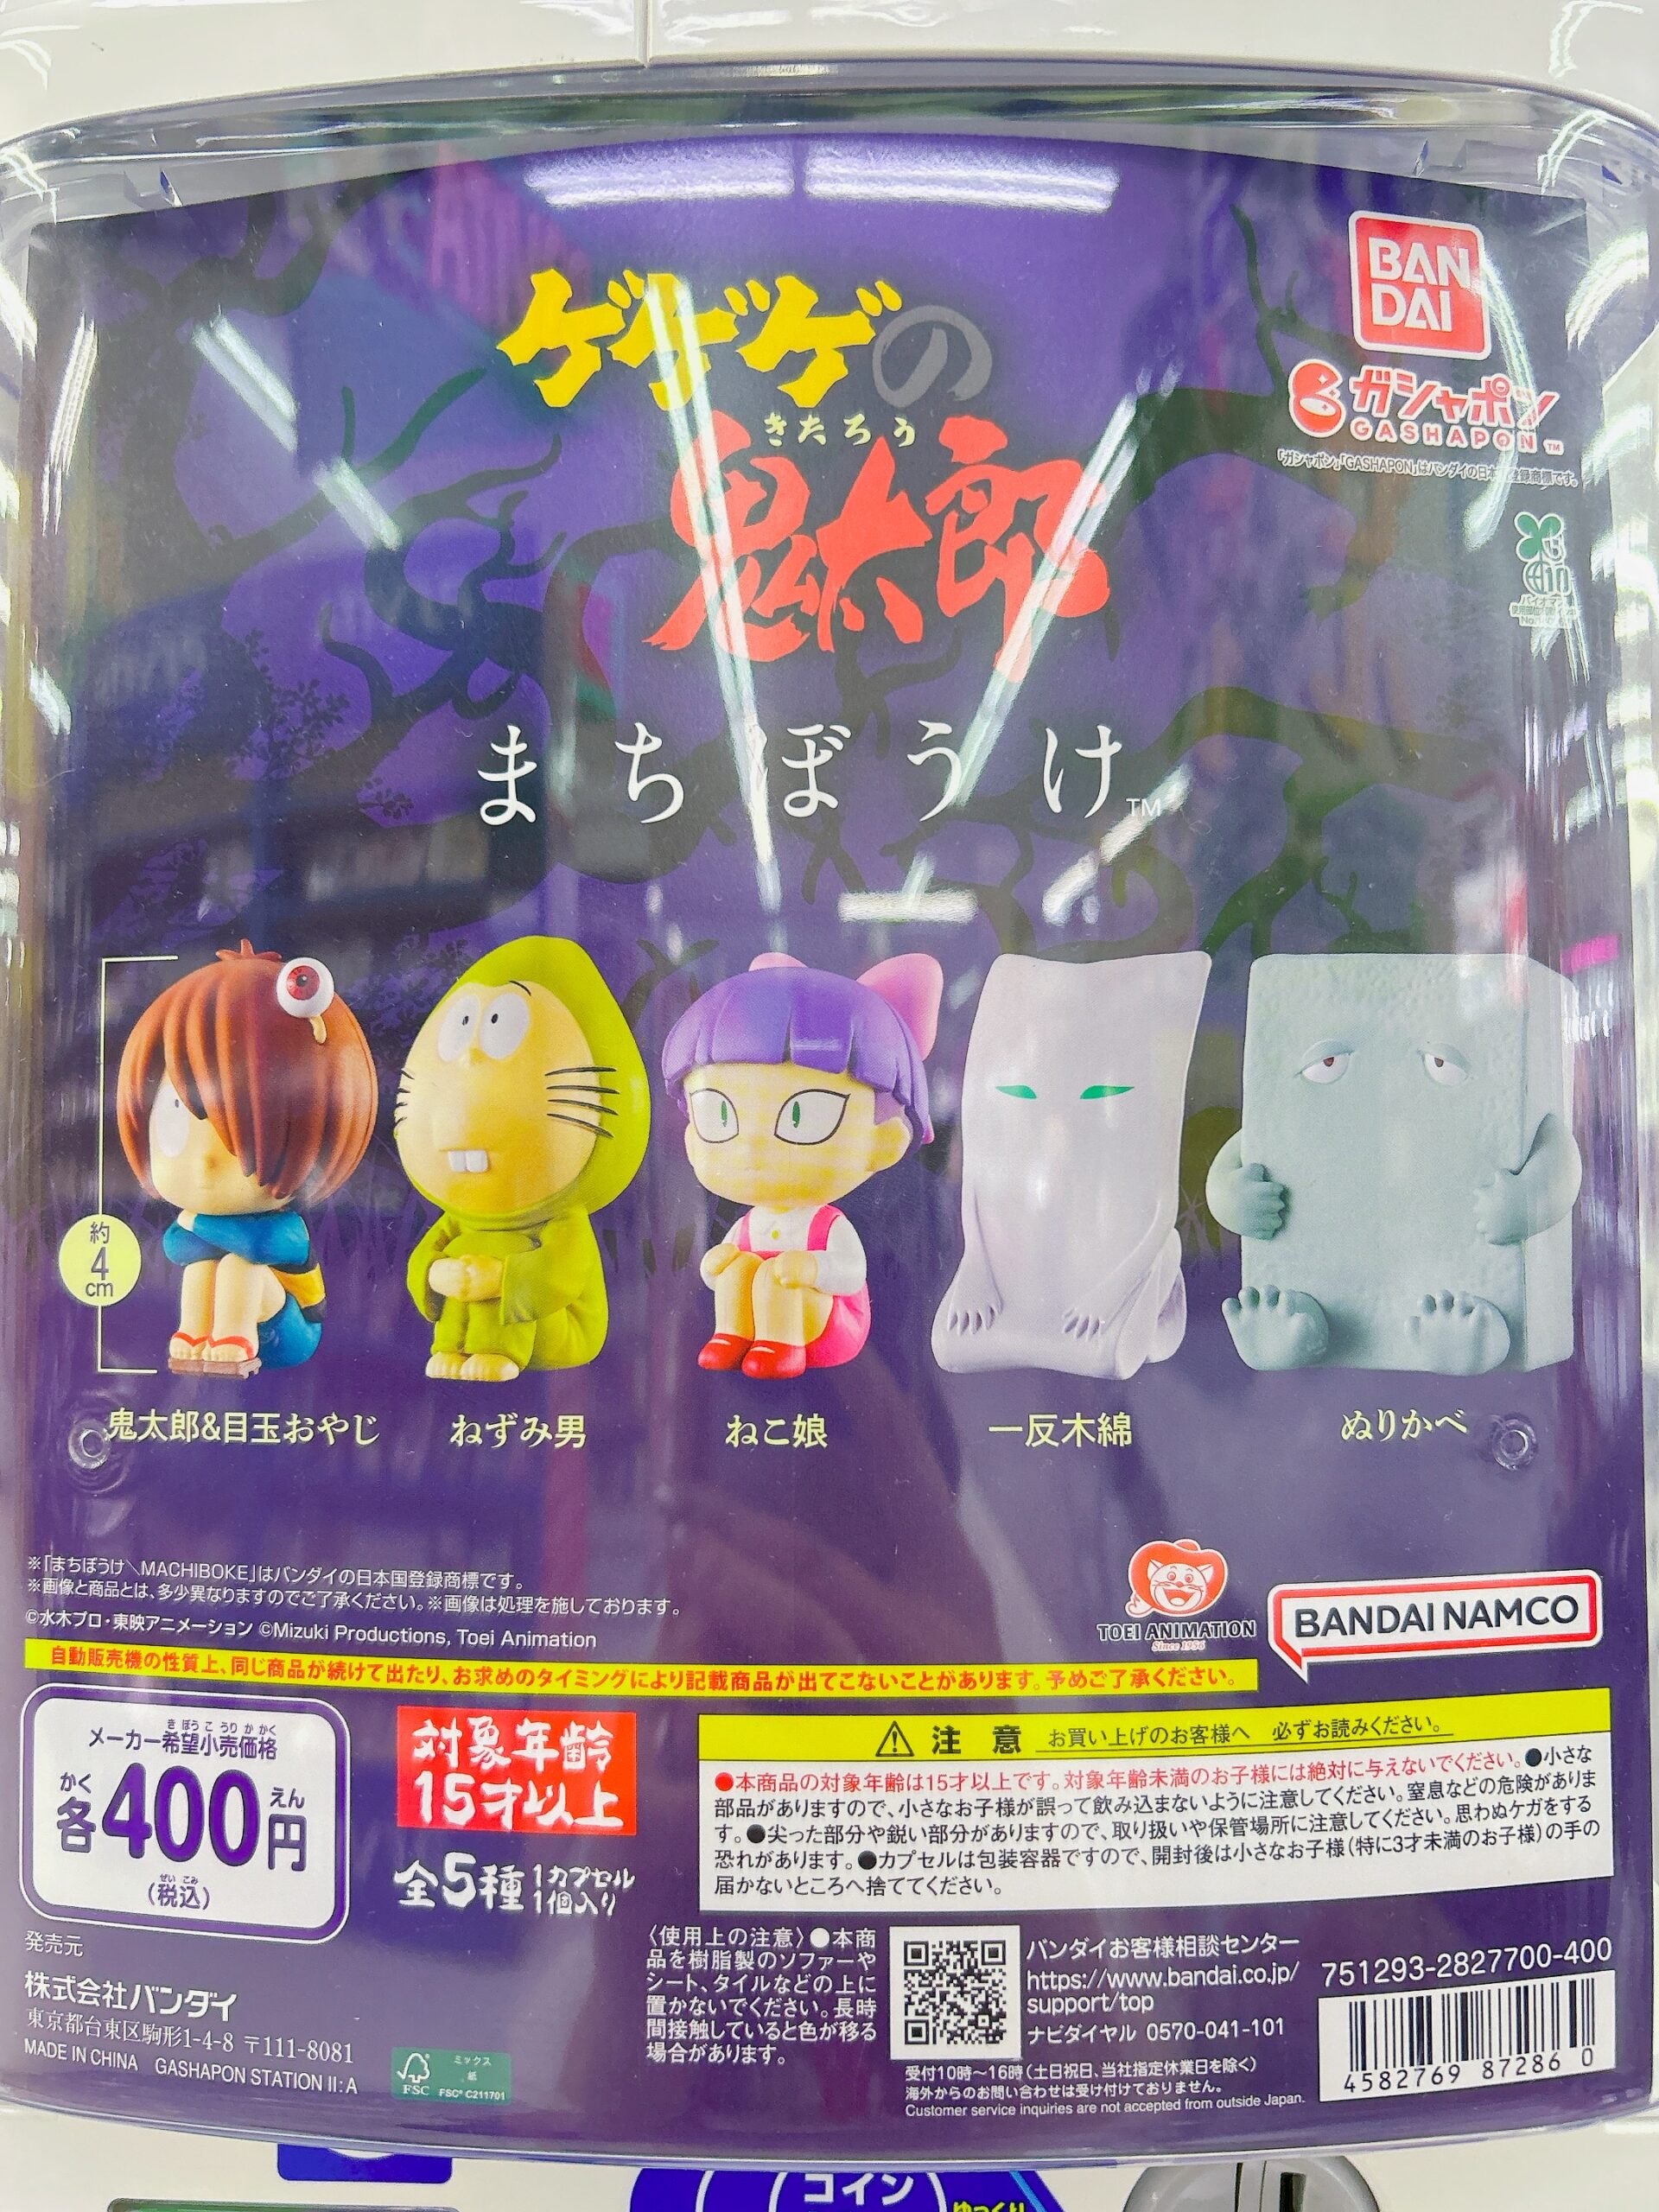 BAN
DAI
ガシャポン
GASHAPON™
「ガシャポン」「GASHAPON」はバンダイの日本登録商標です。
ゲゲゲの
きたろう
鬼太郎
まちぼうけ™
約
4
cm
鬼太郎&目玉おやじ
ねずみ男
ねこ娘
一反木綿
ぬりかべ
※「まちぼうけ＼MACHIBOKE」はバンダイの日本国登録商標です。
※画像と商品とは、多少異なりますのでご了承ください。※画像は処理を施しております。
©水木プロ・東映アニメーション ©Mizuki Productions, Toei Animation
TOEI ANIMATION
Since 1956
BANDAI NAMCO
自動販売機の性質上、同じ商品が続けて出たり、お求めのタイミングにより記載商品が出てこないことがあります。予めご了承ください。
きぼうこうりかかく
メーカー希望小売価格
かく えん
各400円
ぜいこみ
(税込)
対象年齢
15才以上
全5種 1カプセル
1個入り
注意 お買い上げのお客様へ 必ずお読みください。
●本商品の対象年齢は15才以上です。対象年齢未満のお子様には絶対に与えないでください。●小さな
部品がありますので、小さなお子様が誤って飲み込まないように注意してください。窒息などの危険がありま
す。●尖った部分や鋭い部分がありますので、取り扱いや保管場所に注意してください。思わぬケガをする
恐れがあります。●カプセルは包装容器ですので、開封後は小さなお子様(特に3才未満のお子様)の手の
届かないところへ捨ててください。
発売元
株式会社バンダイ
東京都台東区駒形1-4-8 〒111-8081
MADE IN CHINA GASHAPON STATION II:A
FSC
ミックス
紙
FSC® C211701
〈使用上の注意〉●本商
品を樹脂製のソファーや
シート、タイルなどの上に
置かないでください。長時
間接触していると色が移る
場合があります。
バンダイお客様相談センター
https://www.bandai.co.jp/
support/top
ナビダイヤル 0570-041-101
受付10時～16時(土日祝日、当社指定休業日を除く)
海外からのお問い合わせは受け付けておりません。
Customer service inquiries are not accepted from outside Japan.
751293-2827700-400
4582769 87286 0
コイン
ゆっくり